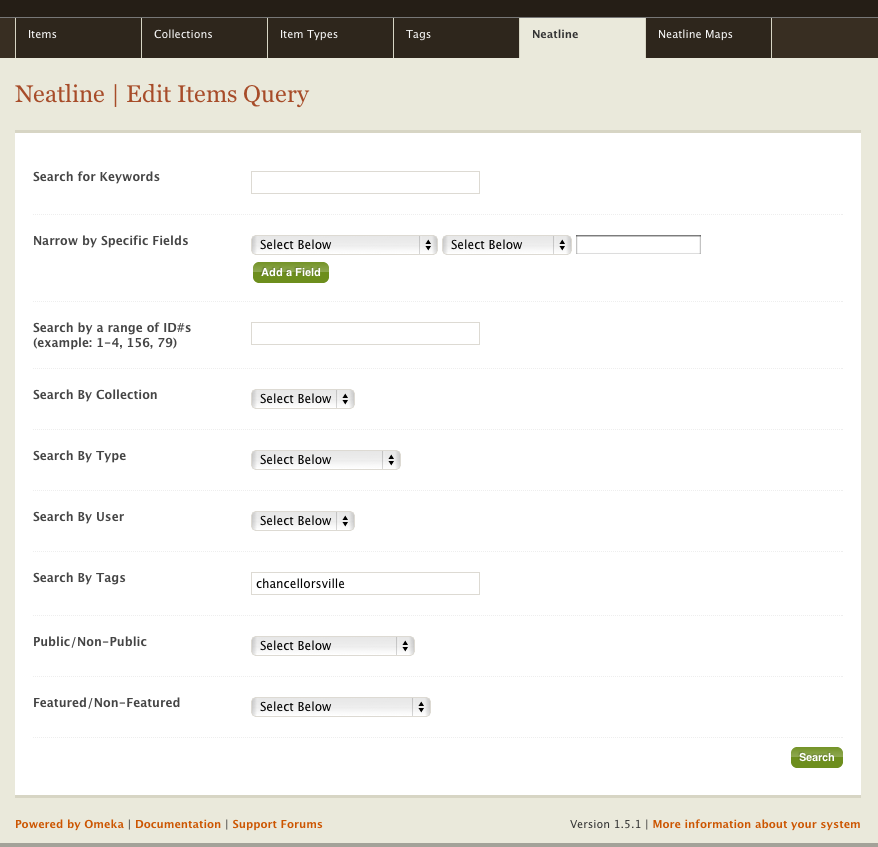 Items Collections Item Types Tags Neatline Neatline Maps
Neatline | Edit Items Query
Search for Keywords
Narrow by Specific Fields Select Below Select Below
Add a Field
Search by a range of ID#s
(example: 1-4, 156, 79)
Search By Collection Select Below
Search By Type Select Below
Search By User Select Below
Search By Tags chancellorsville
Public/Non-Public Select Below
Featured/Non-Featured Select Below
Search
Powered by Omeka | Documentation | Support Forums Version 1.5.1 | More information about your system